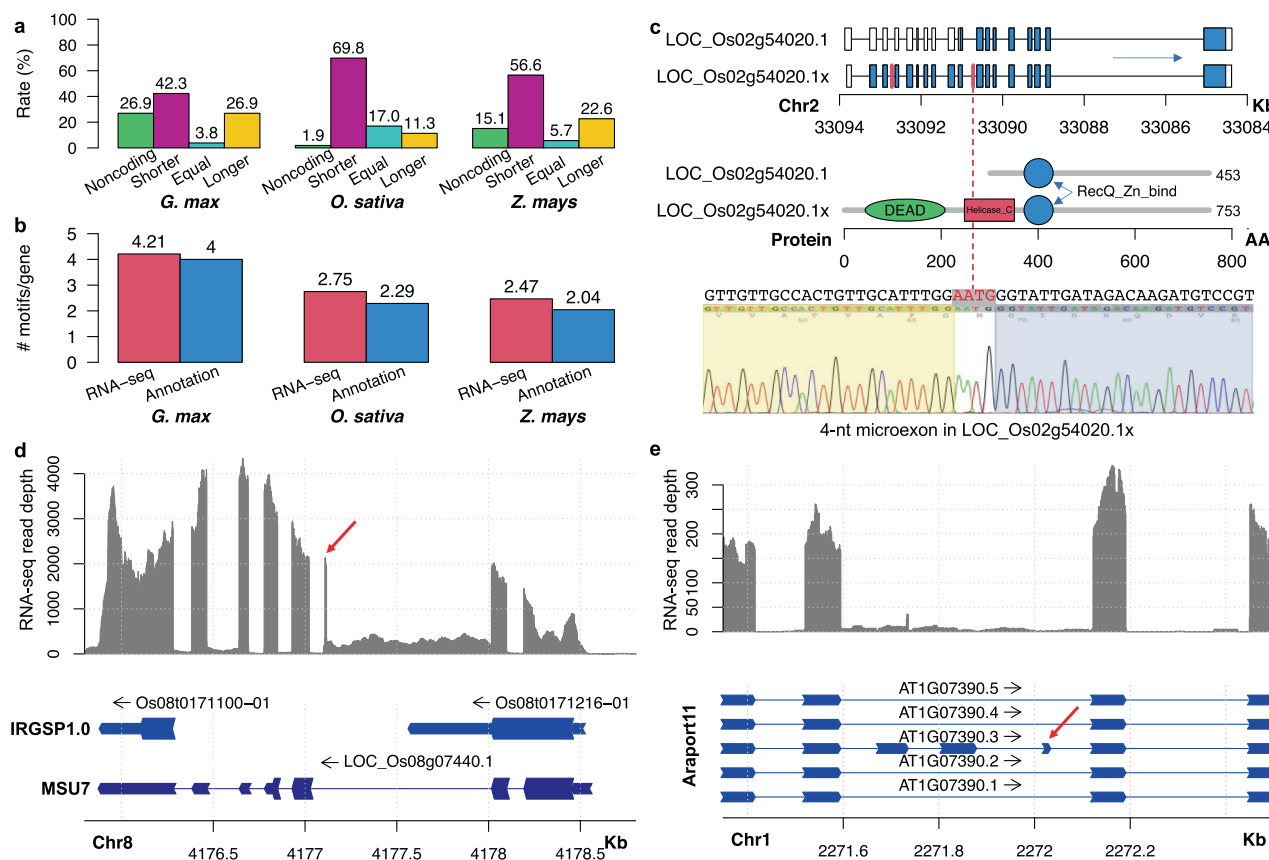 a
Rate (%)
100
80
60
40
20
0
26.9 42.3 3.8 26.9
1.9 69.8 17.0 11.3
15.1 56.6 5.7 22.6
Noncoding Shorter Equal Longer
Noncoding Shorter Equal Longer
Noncoding Shorter Equal Longer
G. max O. sativa Z. mays
b
# motifs/gene
5
4
3
2
1
0
4.21 4
2.75 2.29
2.47 2.04
RNA−seq Annotation
RNA−seq Annotation
RNA−seq Annotation
G. max O. sativa Z. mays
c
LOC_Os02g54020.1
LOC_Os02g54020.1x
Chr2 Kb
33094 33092 33090 33088 33086 33084
LOC_Os02g54020.1 453
RecQ_Zn_bind
LOC_Os02g54020.1x DEAD Helicase_C 753
Protein AA
0 200 400 600 800
GTTGTTGCCACTGTTGCATTTGGAATGGGTATTGATAGACAAGATGTCCGT
4-nt microexon in LOC_Os02g54020.1x
d
RNA−seq read depth
4000
3000
2000
1000
0
Os08t0171100−01 Os08t0171216−01
IRGSP1.0
LOC_Os08g07440.1
MSU7
Chr8 Kb
4176.5 4177 4177.5 4178 4178.5
e
RNA−seq read depth
300
200
100
50
0
Araport11
AT1G07390.5
AT1G07390.4
AT1G07390.3
AT1G07390.2
AT1G07390.1
Chr1 Kb
2271.6 2271.8 2272 2272.2